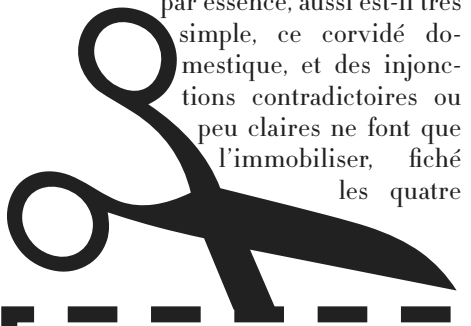 par essence, aussi est-il très
simple, ce corvidé do-
mestique, et des injonc-
tions contradictoires ou
peu claires ne font que
l'immobiliser, fiché
les quatre